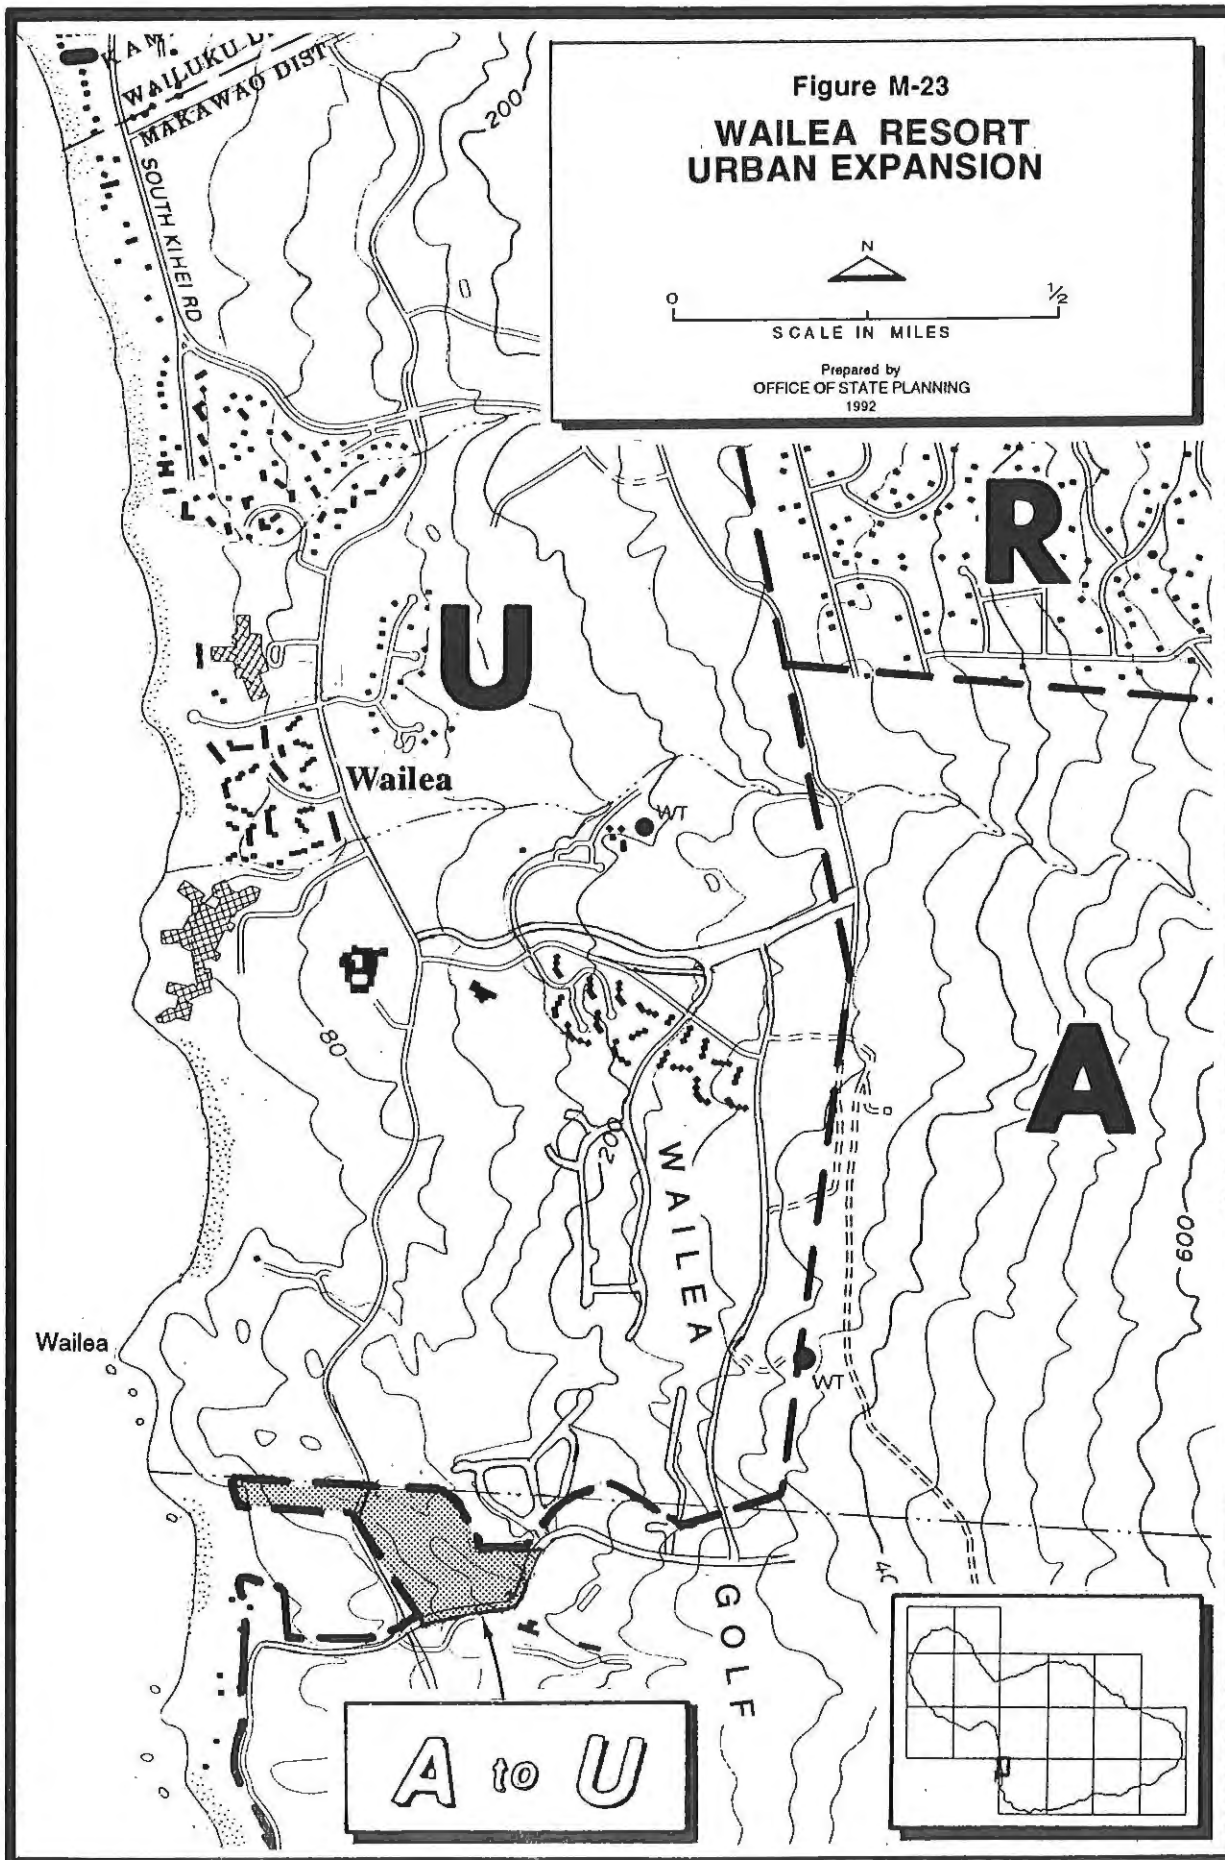 KAM
WAILUKU D
MAKAWAO DIST
SOUTH KIHEI RD
200
Figure M-23
WAILEA RESORT
URBAN EXPANSION
N
0
1/2
SCALE IN MILES
Prepared by
OFFICE OF STATE PLANNING
1992
R
U
Wailea
WT
80
A
200
WAILEA
600
Wailea
WT
GOLF
A to U